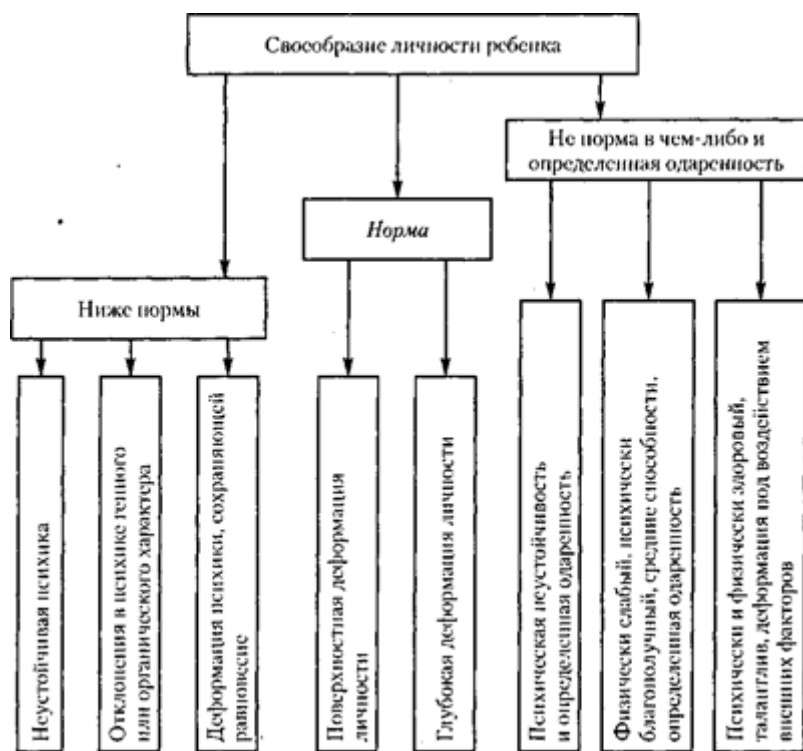 Своеобразие личности ребенка
Не норма в чем-либо и
определенная одаренность
Норма
Ниже нормы
Неустойчивая психика
Отклонения в психике генного
или органического характера
Деформация психики, сохраняющей
равновесие
Поверхностная деформация
личности
Глубокая деформация личности
Психическая неустойчивость
и определенная одаренность
Физически слабый, психически
благополучный, средние способности,
определенная одаренность
Психически и физически здоровый,
талантлив, деформация под воздействием
внешних факторов